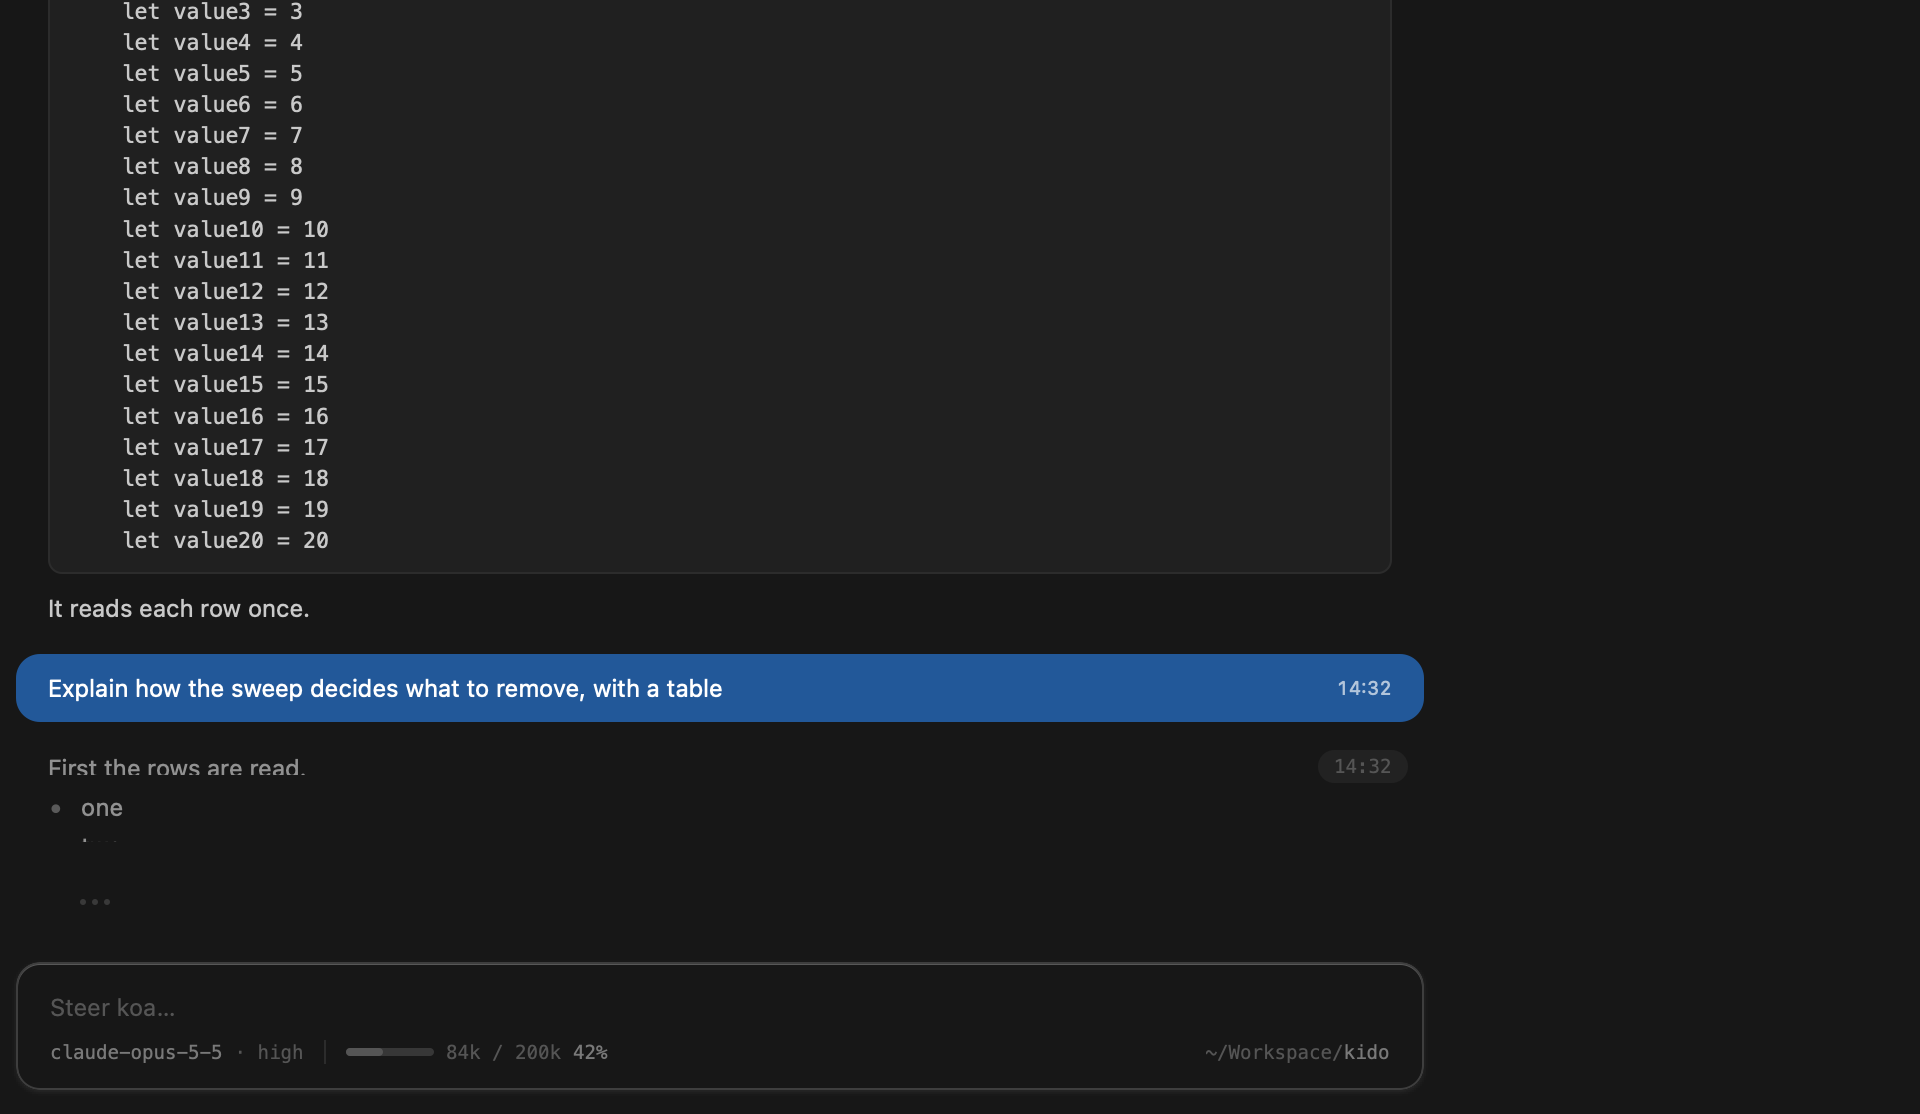 let value3 = 3
let value4 = 4
let value5 = 5
let value6 = 6
let value7 = 7
let value8 = 8
let value9 = 9
let value10 = 10
let value11 = 11
let value12 = 12
let value13 = 13
let value14 = 14
let value15 = 15
let value16 = 16
let value17 = 17
let value18 = 18
let value19 = 19
let value20 = 20
It reads each row once.
Explain how the sweep decides what to remove, with a table 14:32
First the rows are read. 14:32
• one
Steer koa...
claude-opus-5-5 · high 84k / 200k 42% ~/Workspace/kido